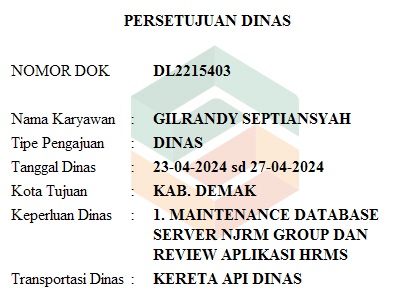 PERSETUJUAN DINAS
NOMOR DOK DL2215403
Nama Karyawan : GILRANDY SEPTIANSYAH
Tipe Pengajuan : DINAS
Tanggal Dinas : 23-04-2024 sd 27-04-2024
Kota Tujuan : KAB. DEMAK
Keperluan Dinas : 1. MAINTENANCE DATABASE
SERVER NJRM GROUP DAN
REVIEW APLIKASI HRMS
Transportasi Dinas : KERETA API DINAS